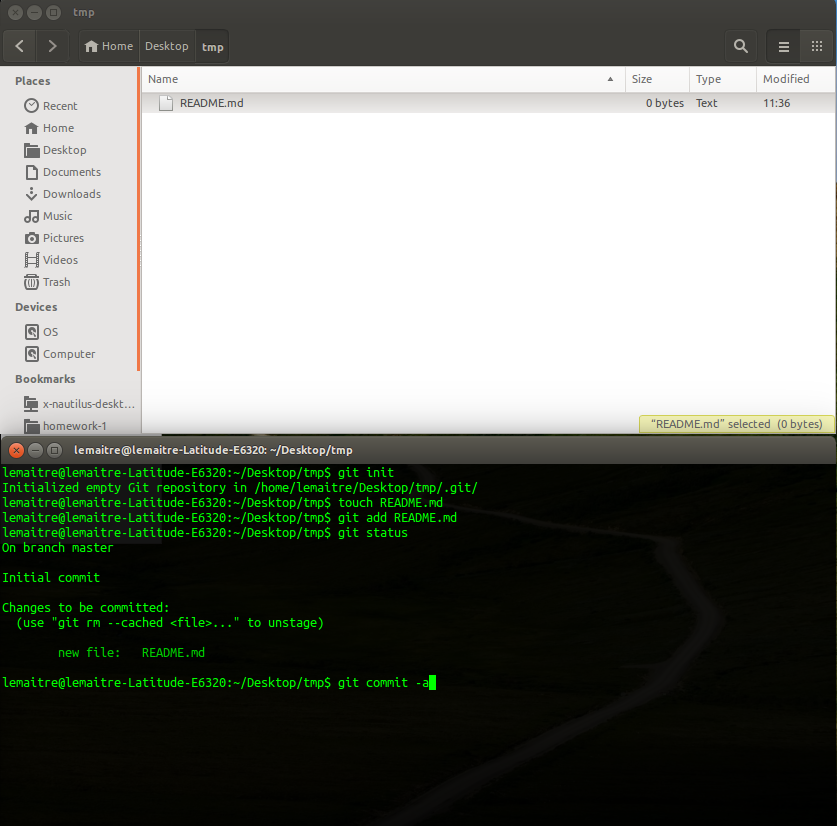 tmp
Home Desktop tmp
Places
Recent
Home
Desktop
Documents
Downloads
Music
Pictures
Videos
Trash
Devices
OS
Computer
Bookmarks
x-nautilus-deskt...
homework-1
Name Size Type Modified
README.md 0 bytes Text 11:36
“README.md” selected (0 bytes)
lemaitre@lemaitre-Latitude-E6320: ~/Desktop/tmp
lemaitre@lemaitre-Latitude-E6320:~/Desktop/tmp$ git init
Initialized empty Git repository in /home/lemaitre/Desktop/tmp/.git/
lemaitre@lemaitre-Latitude-E6320:~/Desktop/tmp$ touch README.md
lemaitre@lemaitre-Latitude-E6320:~/Desktop/tmp$ git add README.md
lemaitre@lemaitre-Latitude-E6320:~/Desktop/tmp$ git status
On branch master
Initial commit
Changes to be committed:
(use "git rm --cached <file>..." to unstage)
new file: README.md
lemaitre@lemaitre-Latitude-E6320:~/Desktop/tmp$ git commit -a